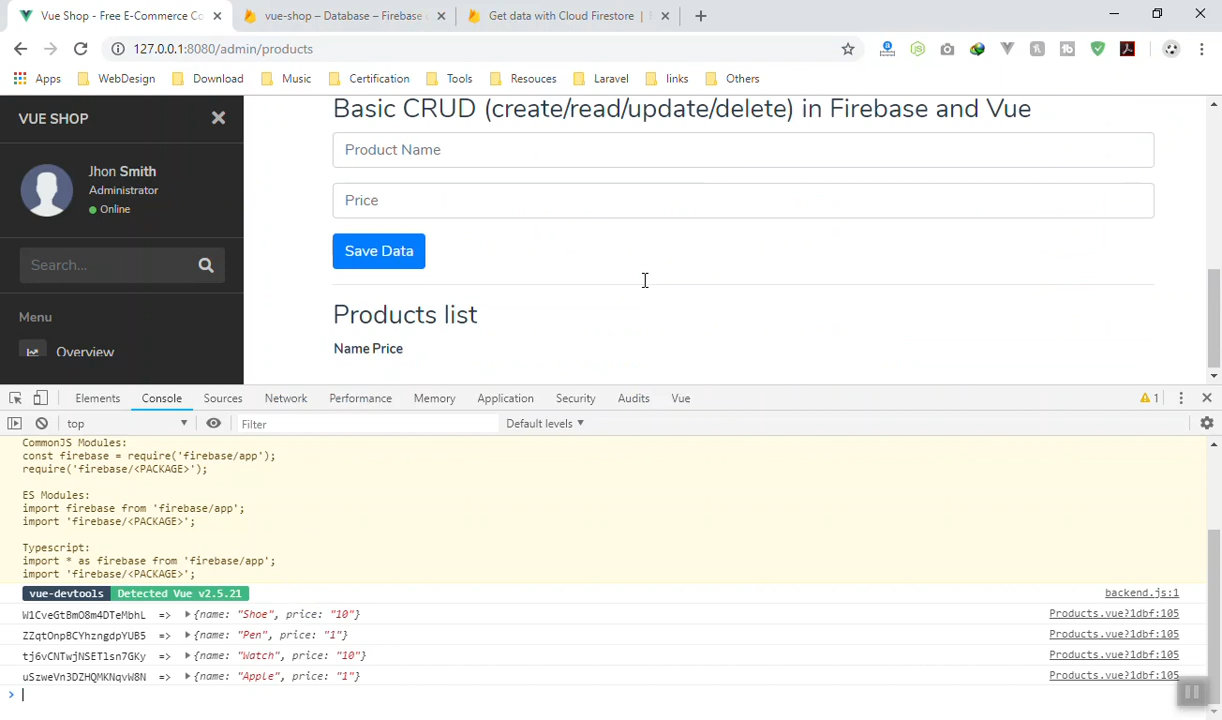 Vue Shop - Free E-Commerce Co
vue-shop – Database – Firebase
Get data with Cloud Firestore |
127.0.0.1:8080/admin/products
Apps WebDesign Download Music Certification Tools Resouces Laravel links Others
VUE SHOP
Jhon Smith
Administrator
Online
Search...
Menu
Overview
Basic CRUD (create/read/update/delete) in Firebase and Vue
Product Name
Price
Save Data
Products list
Name Price
Elements Console Sources Network Performance Memory Application Security Audits Vue 1
top Filter Default levels
CommonJS Modules:
const firebase = require('firebase/app');
require('firebase/<PACKAGE>');
ES Modules:
import firebase from 'firebase/app';
import 'firebase/<PACKAGE>';
Typescript:
import * as firebase from 'firebase/app';
import 'firebase/<PACKAGE>';
vue-devtools Detected Vue v2.5.21 backend.js:1
W1CveGtBmO8m4DTeMbhL => {name: "Shoe", price: "10"} Products.vue?1dbf:105
ZZqtOnpBCYhzngdpYUB5 => {name: "Pen", price: "1"} Products.vue?1dbf:105
tj6vCNTwjNSETlsn7GKy => {name: "Watch", price: "10"} Products.vue?1dbf:105
uSzweVn3DZHQMKNqvW8N => {name: "Apple", price: "1"} Products.vue?1dbf:105